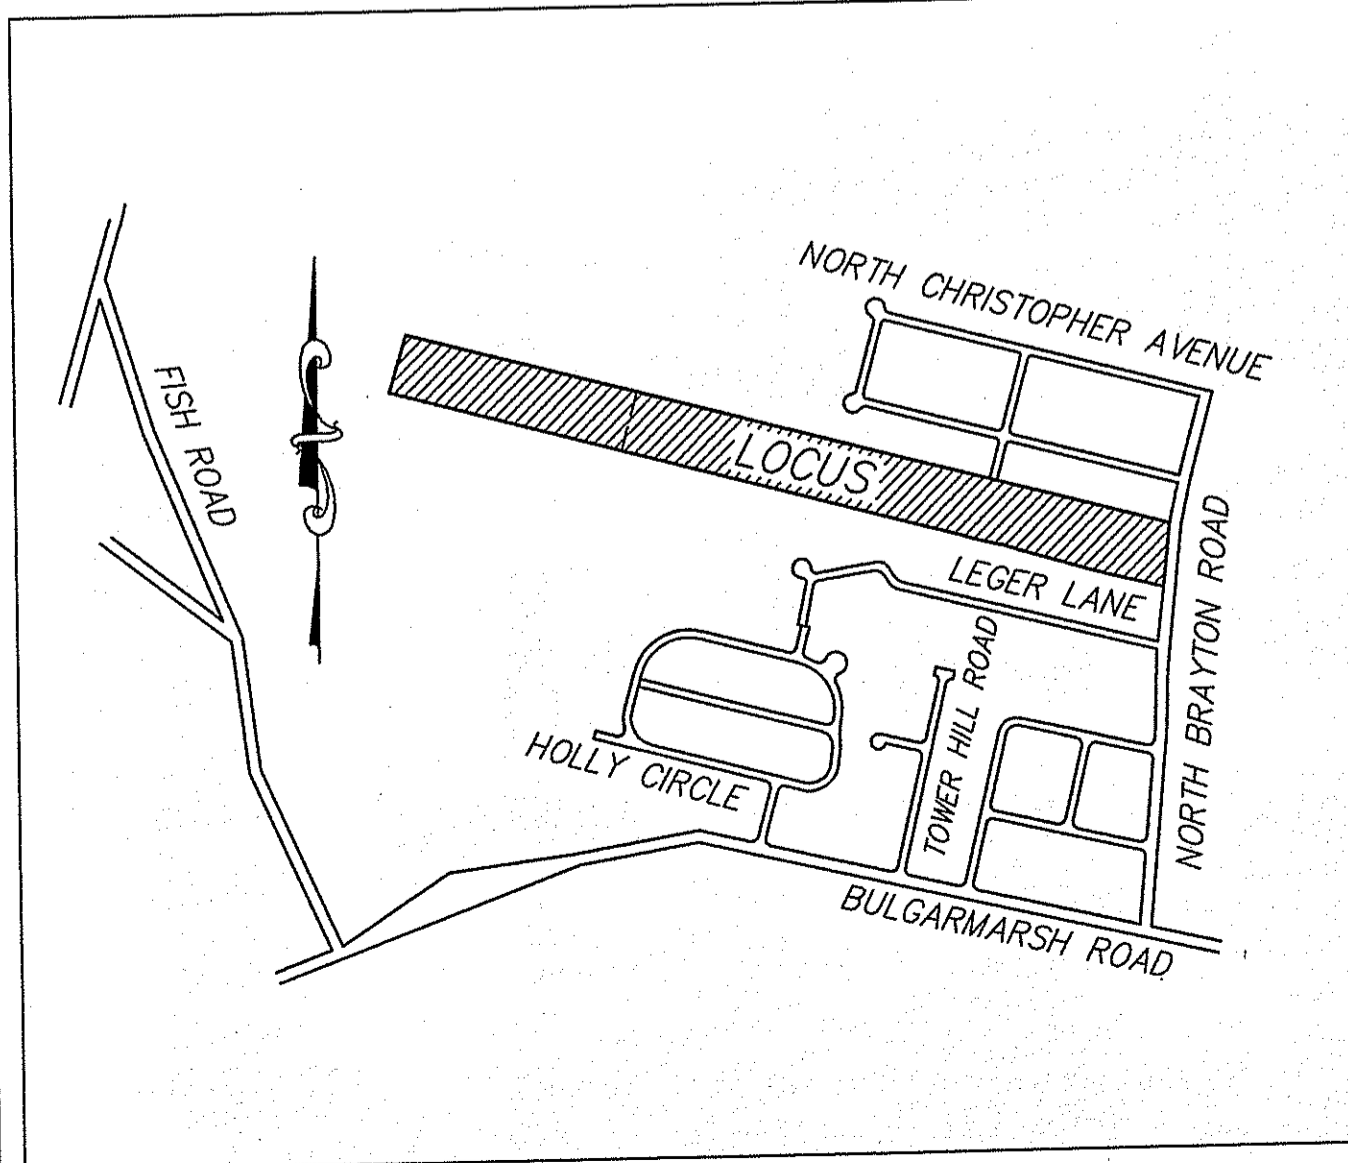 NORTH CHRISTOPHER AVENUE
FISH ROAD
LOCUS
LEGER LANE
NORTH BRAYTON ROAD
TOWER HILL ROAD
HOLLY CIRCLE
BULGARMARSH ROAD